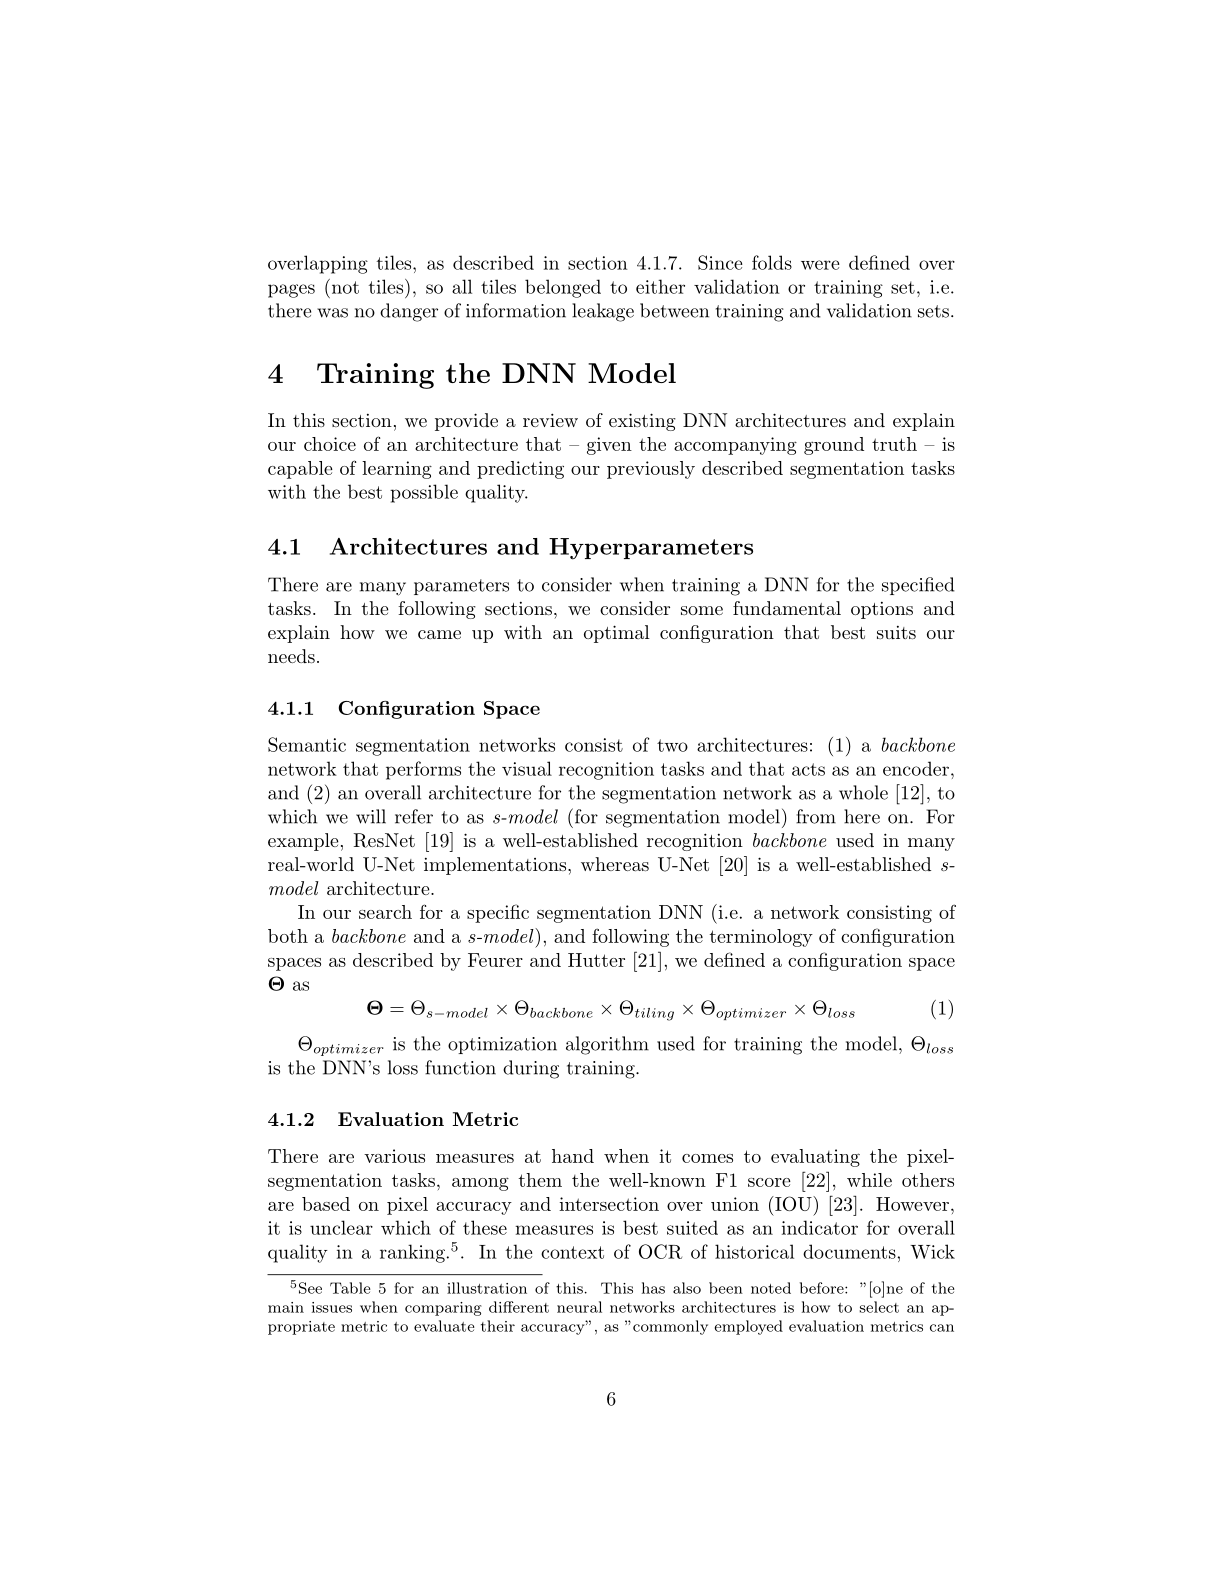 overlapping tiles, as described in section 4.1.7. Since folds were defined over
pages (not tiles), so all tiles belonged to either validation or training set, i.e.
there was no danger of information leakage between training and validation sets.
4 Training the DNN Model
In this section, we provide a review of existing DNN architectures and explain
our choice of an architecture that – given the accompanying ground truth – is
capable of learning and predicting our previously described segmentation tasks
with the best possible quality.
4.1 Architectures and Hyperparameters
There are many parameters to consider when training a DNN for the specified
tasks. In the following sections, we consider some fundamental options and
explain how we came up with an optimal configuration that best suits our
needs.
4.1.1 Configuration Space
Semantic segmentation networks consist of two architectures: (1) a backbone
network that performs the visual recognition tasks and that acts as an encoder,
and (2) an overall architecture for the segmentation network as a whole [12], to
which we will refer to as s-model (for segmentation model) from here on. For
example, ResNet [19] is a well-established recognition backbone used in many
real-world U-Net implementations, whereas U-Net [20] is a well-established s-
model architecture.
In our search for a specific segmentation DNN (i.e. a network consisting of
both a backbone and a s-model), and following the terminology of configuration
spaces as described by Feurer and Hutter [21], we defined a configuration space
Θ as
Θ = Θ_{s−model} × Θ_{backbone} × Θ_{tiling} × Θ_{optimizer} × Θ_{loss} (1)
Θ_{optimizer} is the optimization algorithm used for training the model, Θ_{loss}
is the DNN's loss function during training.
4.1.2 Evaluation Metric
There are various measures at hand when it comes to evaluating the pixel-
segmentation tasks, among them the well-known F1 score [22], while others
are based on pixel accuracy and intersection over union (IOU) [23]. However,
it is unclear which of these measures is best suited as an indicator for overall
quality in a ranking.⁵. In the context of OCR of historical documents, Wick
⁵See Table 5 for an illustration of this. This has also been noted before: ”[o]ne of the
main issues when comparing different neural networks architectures is how to select an ap-
propriate metric to evaluate their accuracy”, as ”commonly employed evaluation metrics can
6